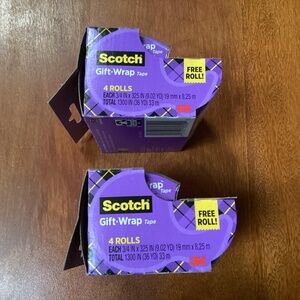 Scotch
Gift-Wrap Tape
FREE
ROLL!
4 ROLLS
EACH 3/4 IN x 325 IN (9.02 YD) 19 mm x 8,25 m
TOTAL 1300 IN (36 YD) 33 m
3M
Scotch
Gift-Wrap Tape
FREE
ROLL!
4 ROLLS
EACH 3/4 IN x 325 IN (9.02 YD) 19 mm x 8,25 m
TOTAL 1300 IN (36 YD) 33 m
3M